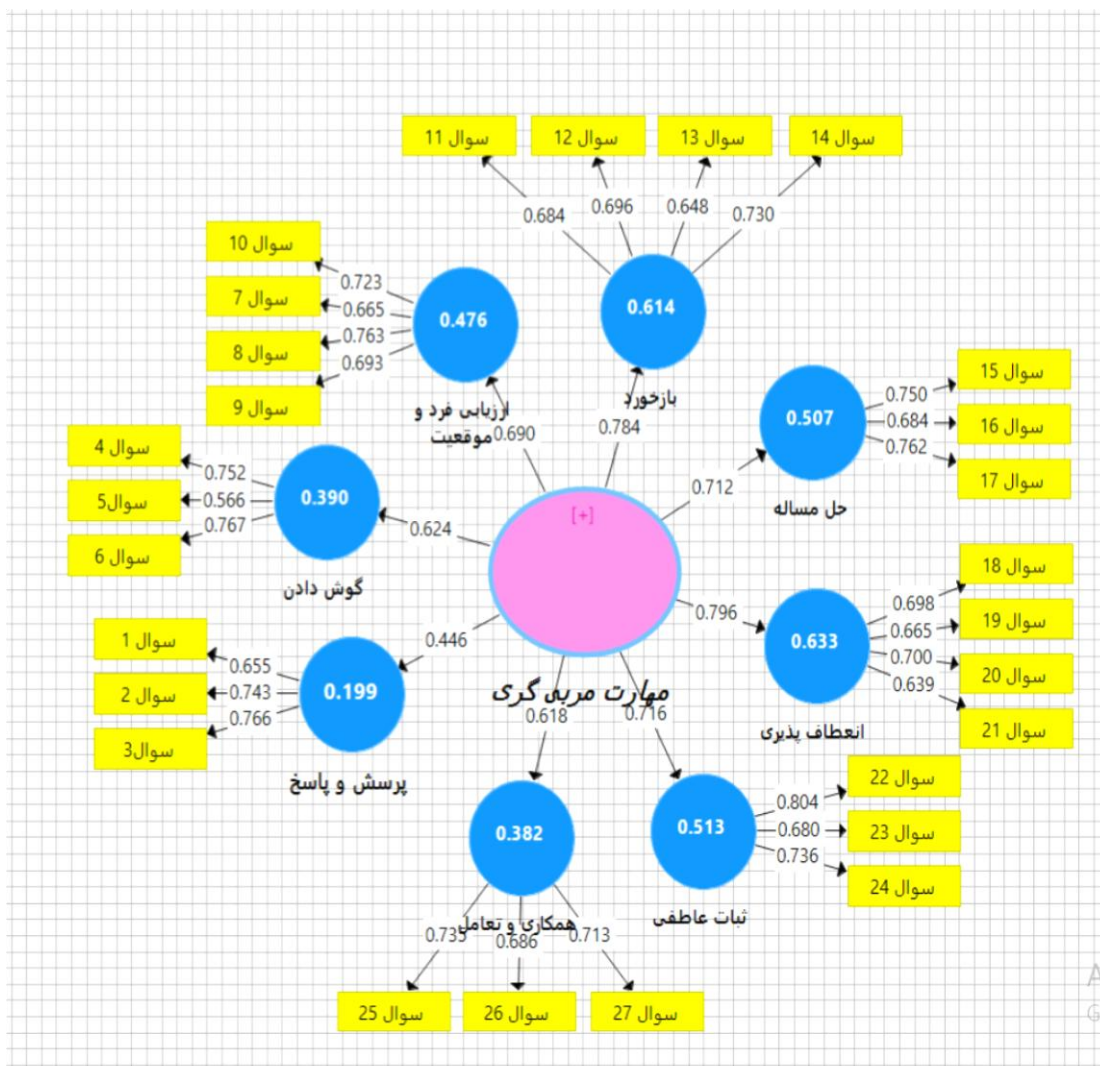 سوال 11
سوال 12
سوال 13
سوال 14
0.684
0.696
0.648
0.730
سوال 10
سوال 7
سوال 8
سوال 9
0.723
0.665
0.763
0.693
0.476
ارزیابی فرد و
موقعیت
0.690
0.614
بازخورد
0.784
سوال 15
سوال 16
سوال 17
0.750
0.684
0.762
0.507
حل مساله
0.712
سوال 4
سوال5
سوال 6
0.752
0.566
0.767
0.390
گوش دادن
0.624
[+]
مهارت مربی گری
سوال 18
سوال 19
سوال 20
سوال 21
0.698
0.665
0.700
0.639
0.633
انعطاف پذیری
0.796
سوال 1
سوال 2
سوال3
0.655
0.743
0.766
0.199
پرسش و پاسخ
0.446
0.618
0.716
سوال 22
سوال 23
سوال 24
0.804
0.680
0.736
0.513
ثبات عاطفی
0.382
همکاری و تعامل
0.735
0.686
0.713
سوال 25
سوال 26
سوال 27
A
G